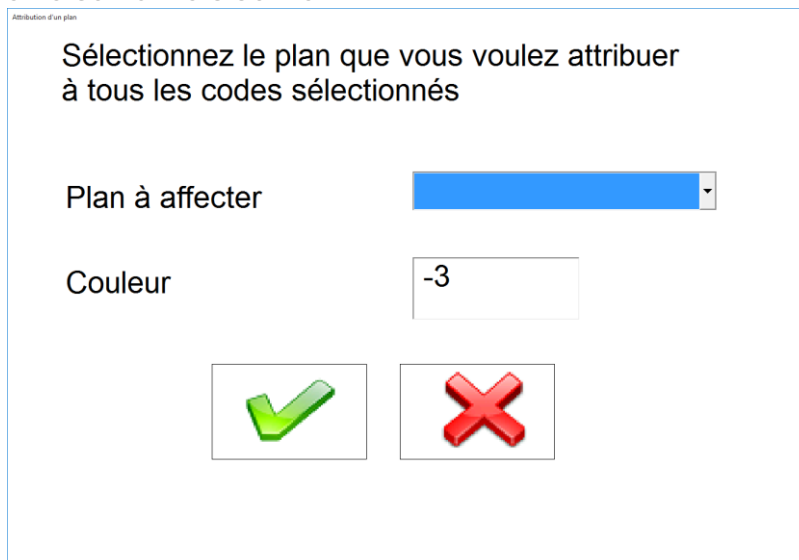 Attribution d'un plan
Sélectionnez le plan que vous voulez attribuer
à tous les codes sélectionnés
Plan à affecter
Couleur
-3